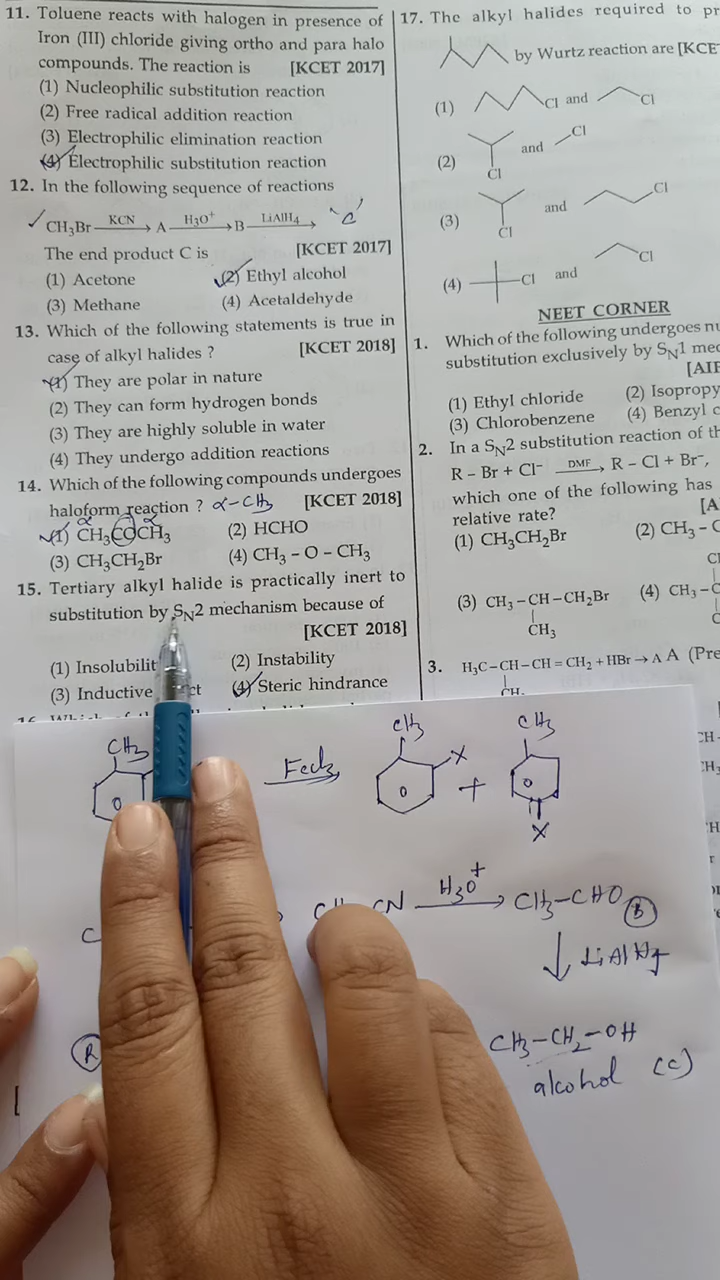 11. Toluene reacts with halogen in presence of
Iron (III) chloride giving ortho and para halo
compounds. The reaction is [KCET 2017]
(1) Nucleophilic substitution reaction
(2) Free radical addition reaction
(3) Electrophilic elimination reaction
(4) Electrophilic substitution reaction
12. In the following sequence of reactions
CH₃Br —KCN→ A —H₃O⁺→ B —LiAlH₄→ "C"
The end product C is [KCET 2017]
(1) Acetone (2) Ethyl alcohol
(3) Methane (4) Acetaldehyde
13. Which of the following statements is true in
case of alkyl halides ? [KCET 2018]
(1) They are polar in nature
(2) They can form hydrogen bonds
(3) They are highly soluble in water
(4) They undergo addition reactions
14. Which of the following compounds undergoes
haloform reaction ? α-CH₃ [KCET 2018]
α α
(1) CH₃COCH₃ (2) HCHO
(3) CH₃CH₂Br (4) CH₃ – O – CH₃
15. Tertiary alkyl halide is practically inert to
substitution by SN2 mechanism because of
[KCET 2018]
(1) Insolubilit (2) Instability
(3) Inductive ct (4) Steric hindrance
17. The alkyl halides required to pr
by Wurtz reaction are [KCE
(1) Cl and Cl
(2) Cl and Cl
(3) Cl and Cl
(4) Cl and Cl
NEET CORNER
1. Which of the following undergoes nu
substitution exclusively by SN1 mec
[AIE
(1) Ethyl chloride (2) Isopropy
(3) Chlorobenzene (4) Benzyl c
2. In a SN2 substitution reaction of th
R – Br + Cl⁻ —DMF→ R – Cl + Br⁻,
which one of the following has
relative rate? [A
(1) CH₃CH₂Br (2) CH₃ – C
(3) CH₃ – CH – CH₂Br (4) CH₃ – C
CH₃
3. H₃C – CH – CH = CH₂ + HBr → A A (Pre
CH₃ CH₃ CH₃
FeCl₃ X + X
CN H₃O⁺ → CH₃–CHO (B)
↓ LiAlH₄
CH₃–CH₂–OH
alcohol (C)
(R)